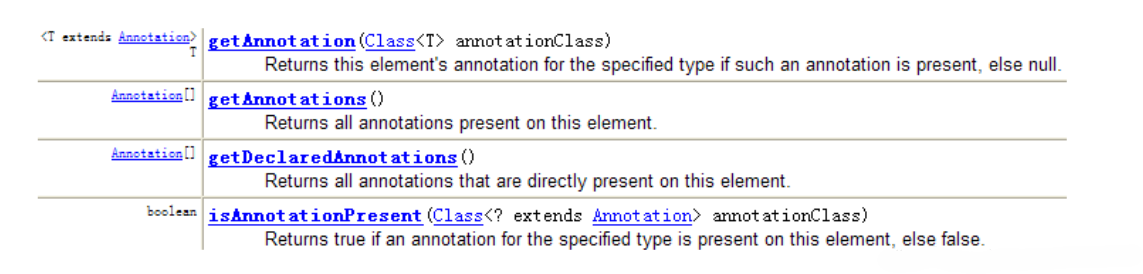 <T extends Annotation> getAnnotation(Class<T> annotationClass)
T
Returns this element's annotation for the specified type if such an annotation is present, else null.
Annotation[] getAnnotations()
Returns all annotations present on this element.
Annotation[] getDeclaredAnnotations()
Returns all annotations that are directly present on this element.
boolean isAnnotationPresent(Class<? extends Annotation> annotationClass)
Returns true if an annotation for the specified type is present on this element, else false.